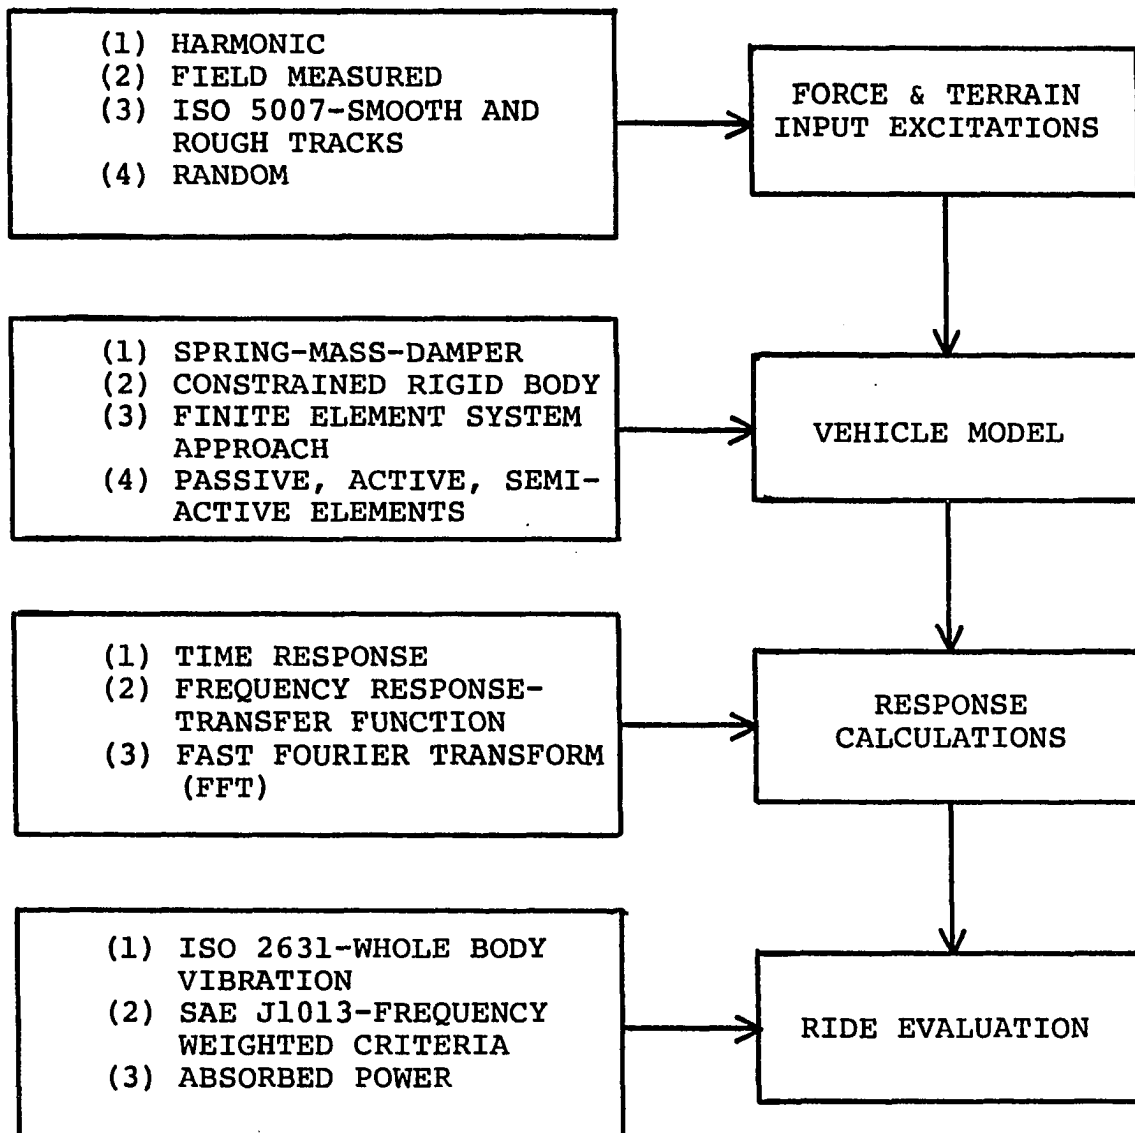 (1) HARMONIC
(2) FIELD MEASURED
(3) ISO 5007-SMOOTH AND
ROUGH TRACKS
(4) RANDOM
FORCE & TERRAIN
INPUT EXCITATIONS
(1) SPRING-MASS-DAMPER
(2) CONSTRAINED RIGID BODY
(3) FINITE ELEMENT SYSTEM
APPROACH
(4) PASSIVE, ACTIVE, SEMI-
ACTIVE ELEMENTS
VEHICLE MODEL
(1) TIME RESPONSE
(2) FREQUENCY RESPONSE-
TRANSFER FUNCTION
(3) FAST FOURIER TRANSFORM
(FFT)
RESPONSE
CALCULATIONS
(1) ISO 2631-WHOLE BODY
VIBRATION
(2) SAE J1013-FREQUENCY
WEIGHTED CRITERIA
(3) ABSORBED POWER
RIDE EVALUATION